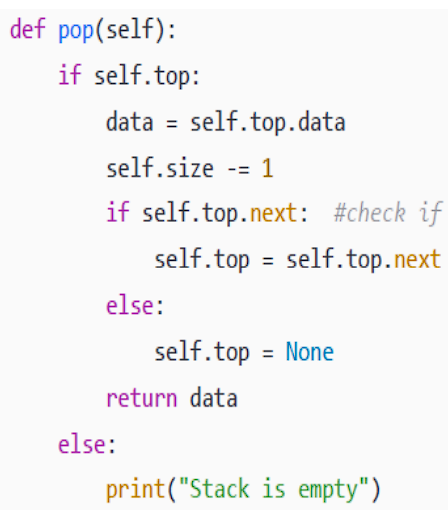 def pop(self):
    if self.top:
        data = self.top.data
        self.size -= 1
        if self.top.next:  #check if
            self.top = self.top.next
        else:
            self.top = None
        return data
    else:
        print("Stack is empty")